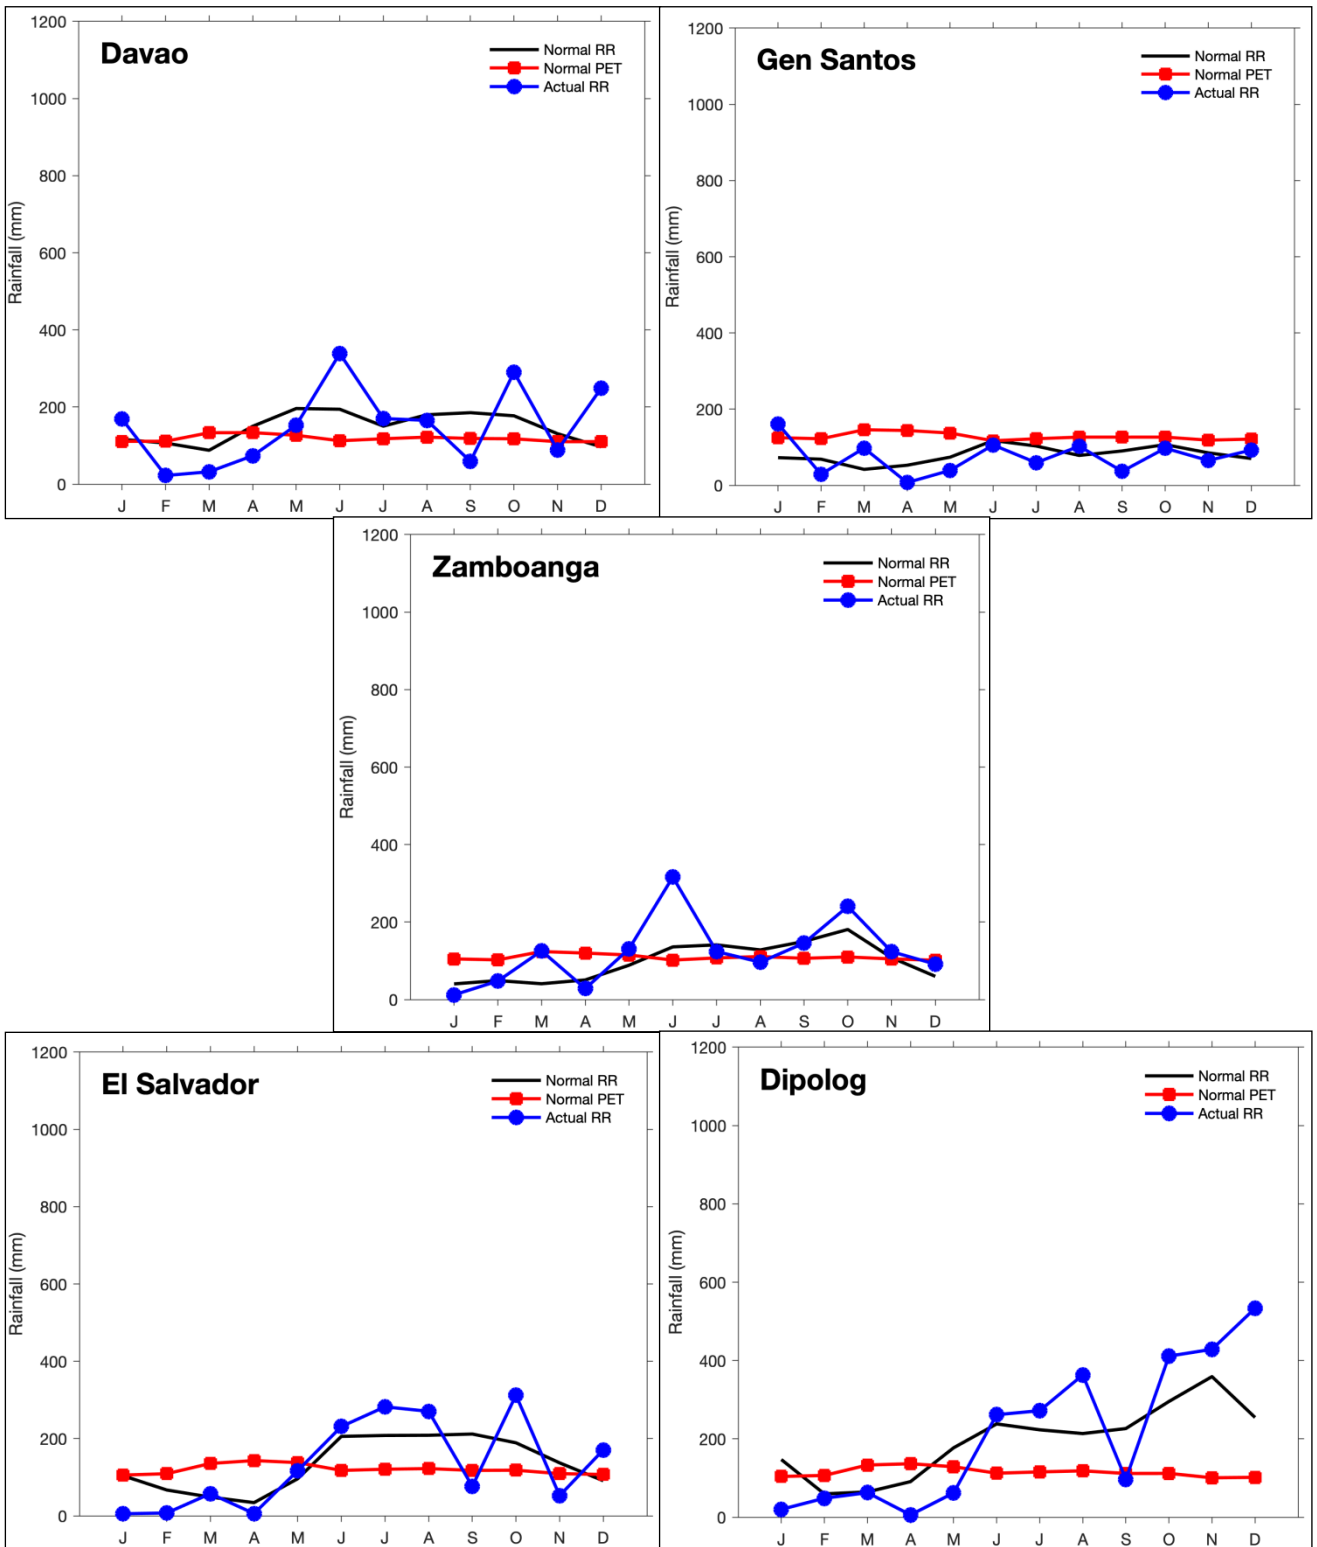 Davao
Normal RR
Normal PET
Actual RR
Rainfall (mm)
1200
1000
800
600
400
200
0
J F M A M J J A S O N D
Gen Santos
Normal RR
Normal PET
Actual RR
Rainfall (mm)
1200
1000
800
600
400
200
0
J F M A M J J A S O N D
Zamboanga
Normal RR
Normal PET
Actual RR
Rainfall (mm)
1200
1000
800
600
400
200
0
J F M A M J J A S O N D
El Salvador
Normal RR
Normal PET
Actual RR
Rainfall (mm)
1200
1000
800
600
400
200
0
J F M A M J J A S O N D
Dipolog
Normal RR
Normal PET
Actual RR
Rainfall (mm)
1200
1000
800
600
400
200
0
J F M A M J J A S O N D